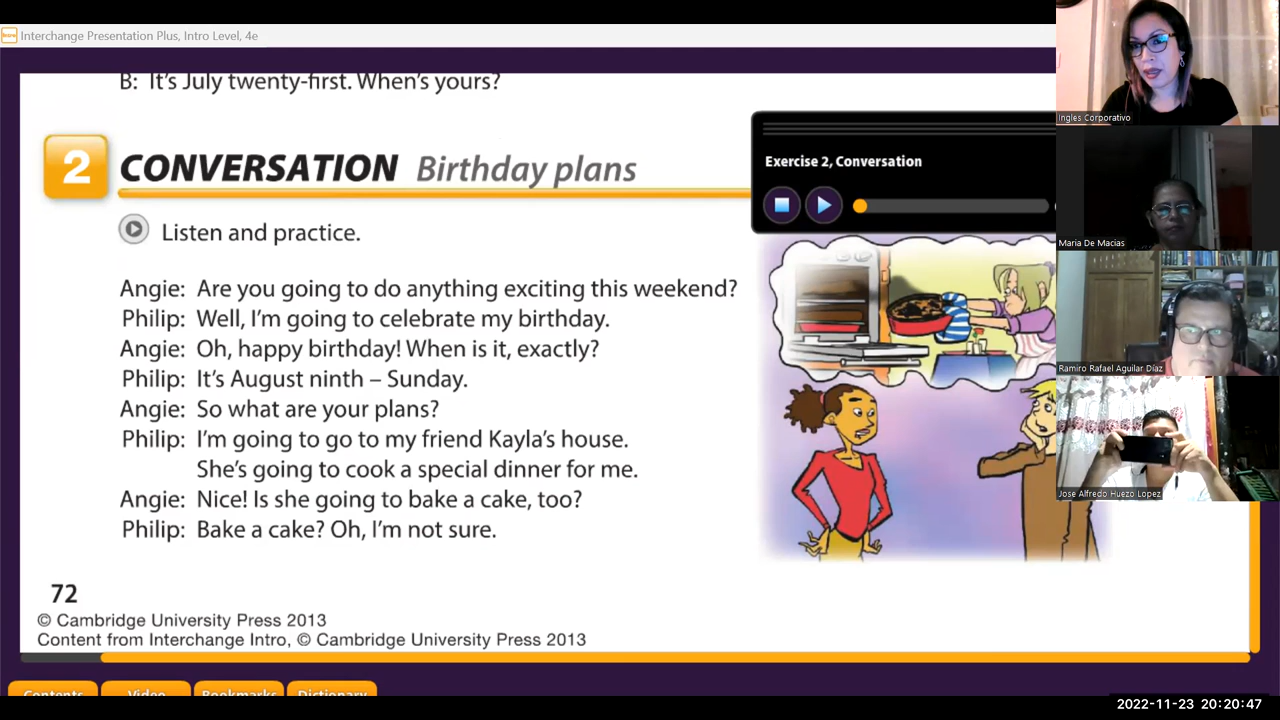 Interchange Presentation Plus, Intro Level, 4e
B: It's July twenty-first. When's yours?
2 CONVERSATION Birthday plans
Exercise 2, Conversation
Listen and practice.
Angie: Are you going to do anything exciting this weekend?
Philip: Well, I'm going to celebrate my birthday.
Angie: Oh, happy birthday! When is it, exactly?
Philip: It's August ninth – Sunday.
Angie: So what are your plans?
Philip: I'm going to go to my friend Kayla's house.
She's going to cook a special dinner for me.
Angie: Nice! Is she going to bake a cake, too?
Philip: Bake a cake? Oh, I'm not sure.
72
© Cambridge University Press 2013
Content from Interchange Intro, © Cambridge University Press 2013
Contents Video Bookmarks Dictionary
Ingles Corporativo
Maria De Macias
Ramiro Rafael Aguilar Díaz
Jose Alfredo Huezo Lopez
2022-11-23 20:20:47